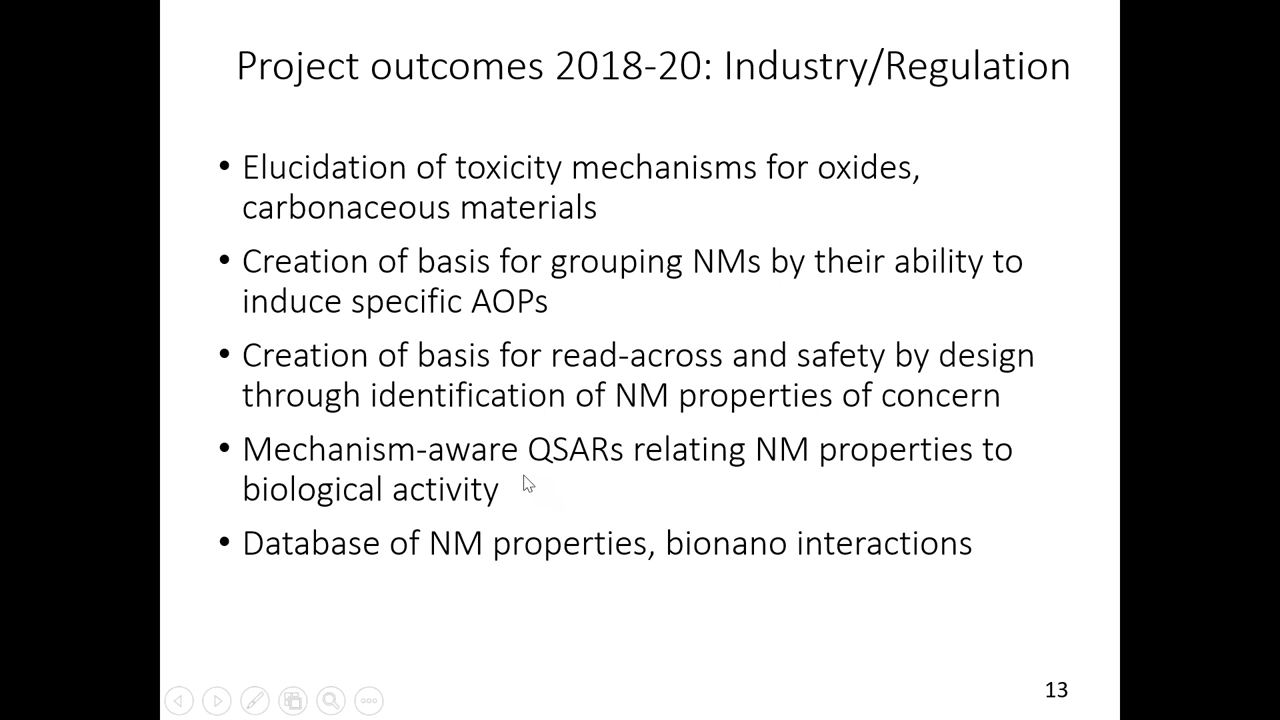 Project outcomes 2018-20: Industry/Regulation
• Elucidation of toxicity mechanisms for oxides,
carbonaceous materials
• Creation of basis for grouping NMs by their ability to
induce specific AOPs
• Creation of basis for read-across and safety by design
through identification of NM properties of concern
• Mechanism-aware QSARs relating NM properties to
biological activity
• Database of NM properties, bionano interactions
13